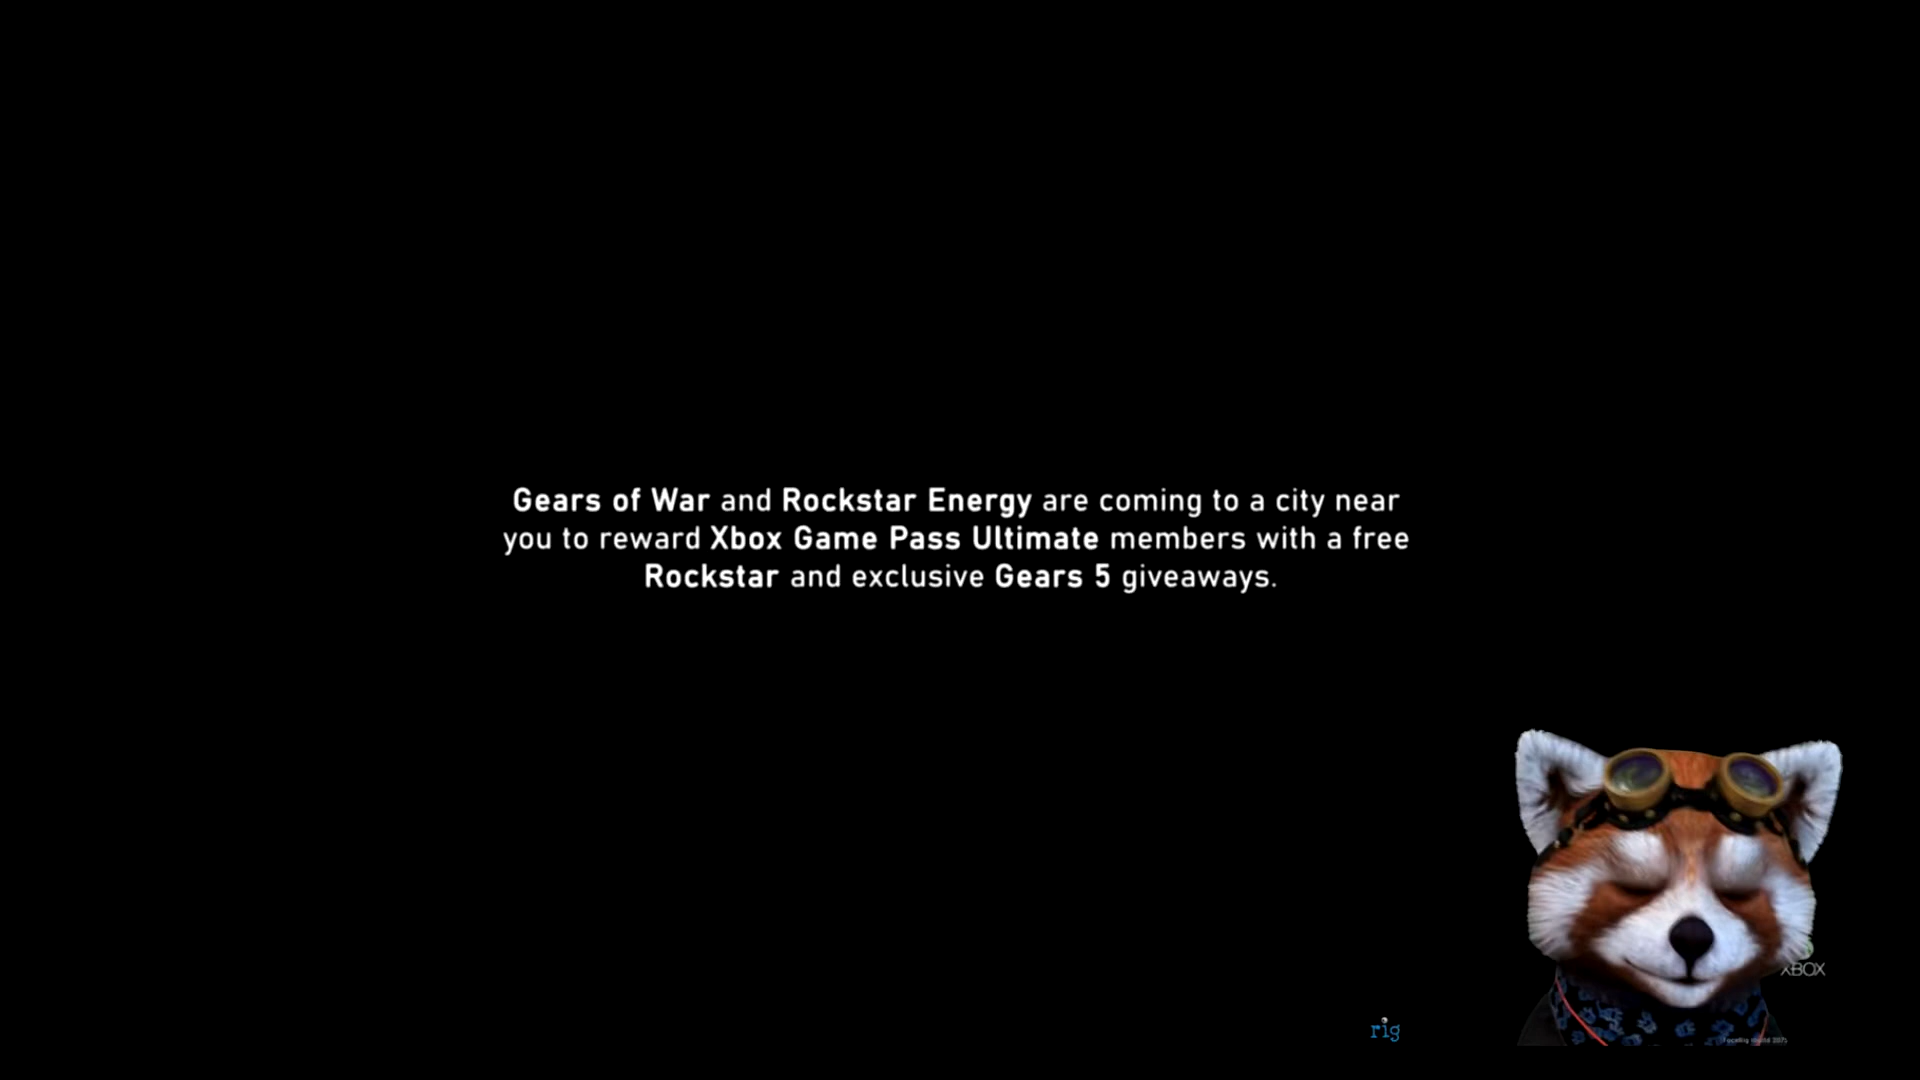 Gears of War and Rockstar Energy are coming to a city near
you to reward Xbox Game Pass Ultimate members with a free
Rockstar and exclusive Gears 5 giveaways.
XBOX
rig